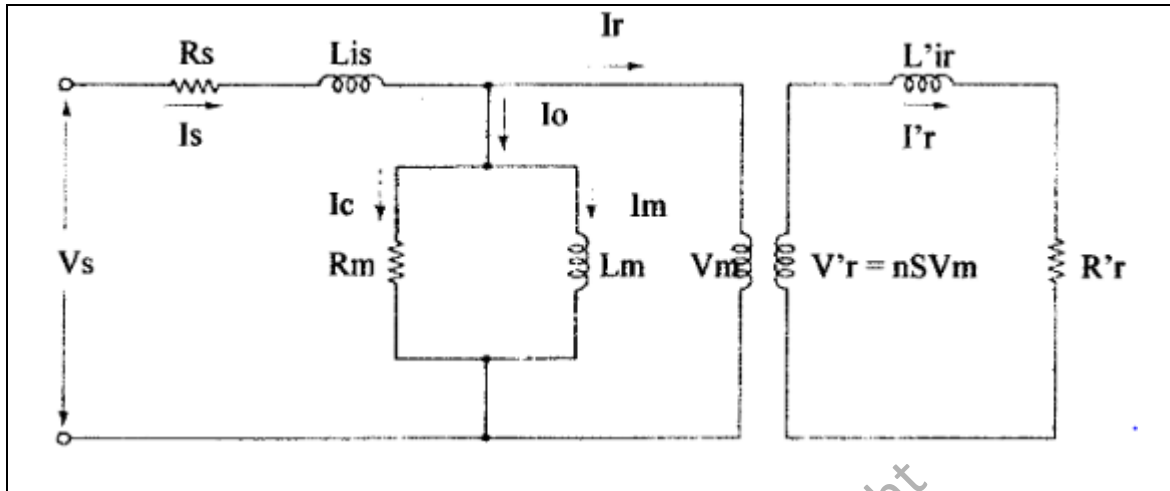 Ir
Rs
Lis
L'ir
Is
Io
I'r
Ic
Im
Vs
Rm
Lm
Vm
V'r = nSVm
R'r